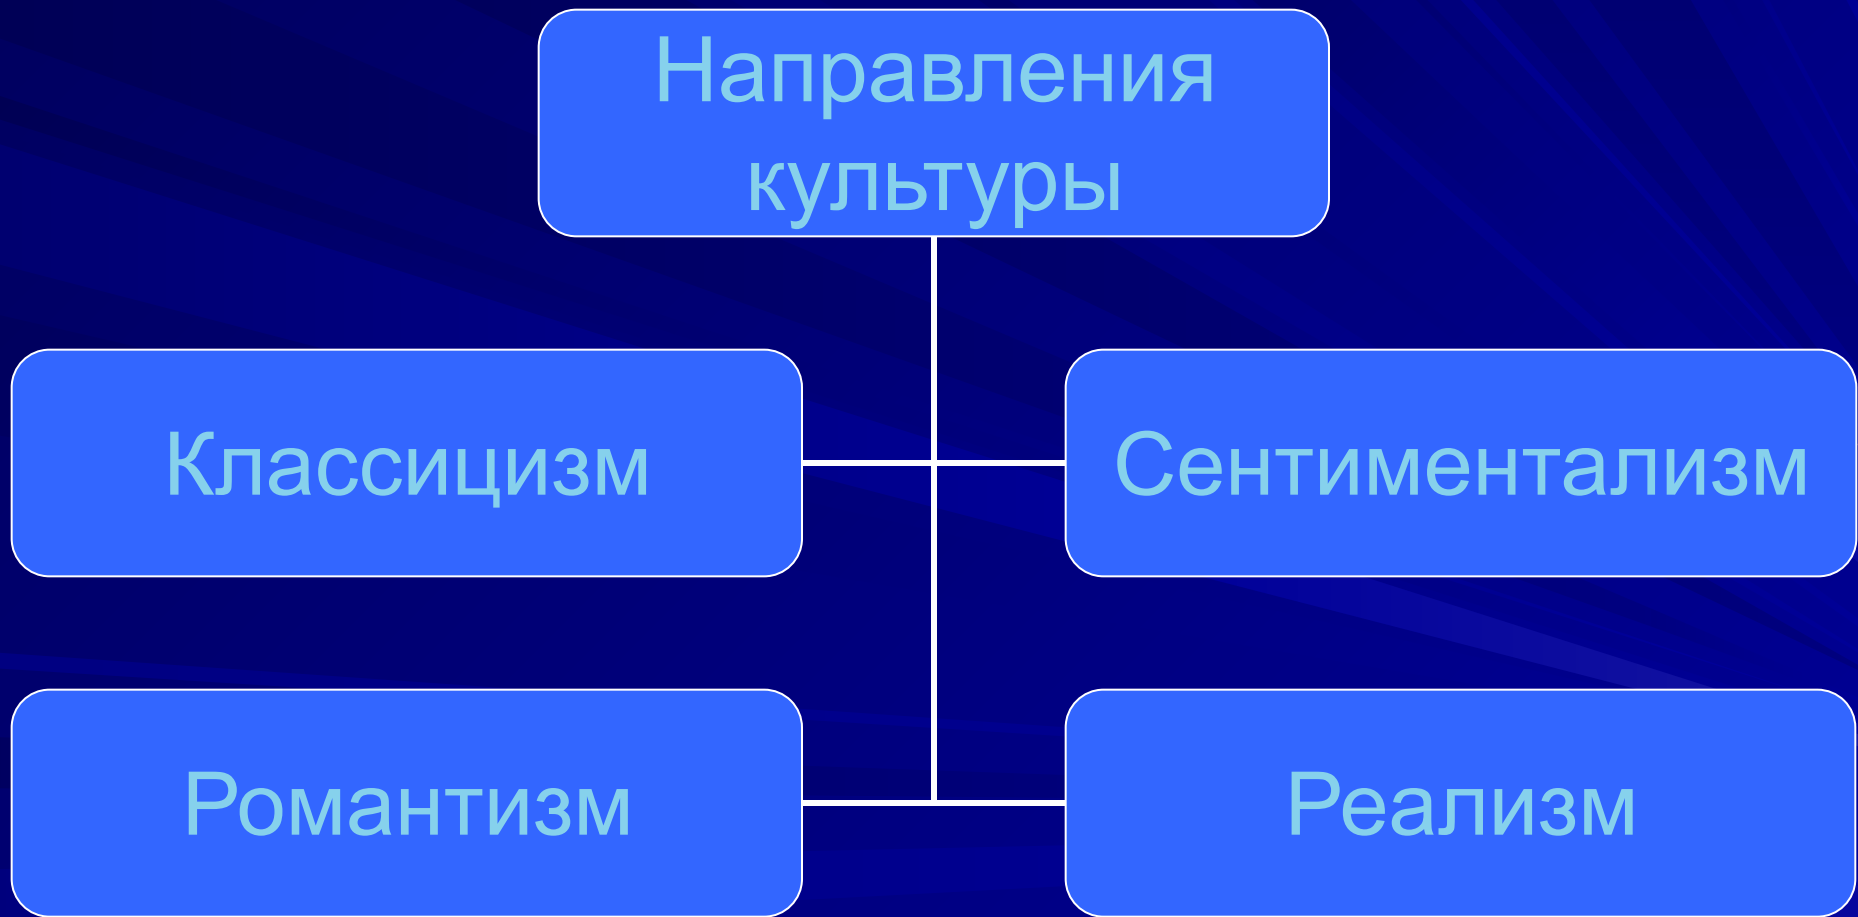 Направления
культуры
Классицизм
Сентиментализм
Романтизм
Реализм